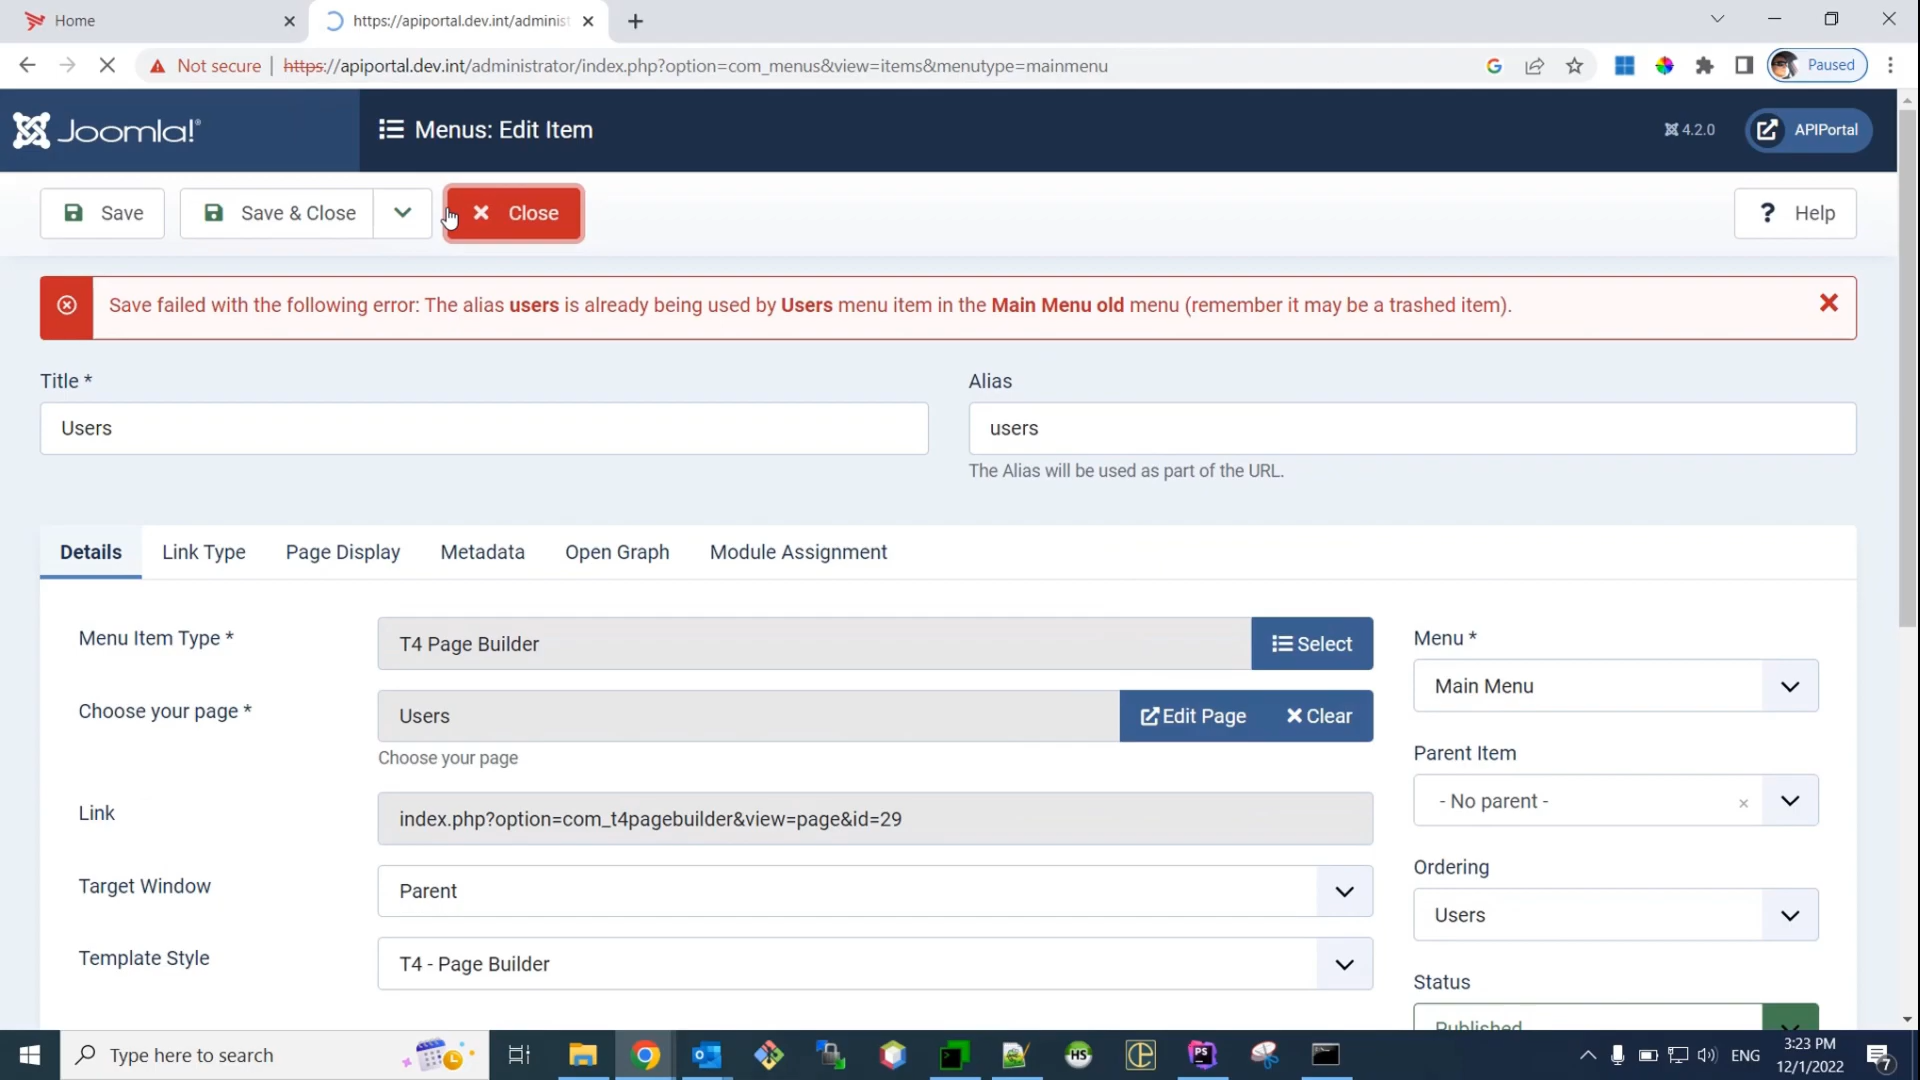 Home
https://apiportal.dev.int/administ
Not secure
https://apiportal.dev.int/administrator/index.php?option=com_menus&view=items&menutype=mainmenu
Paused
Joomla!®
Menus: Edit Item
4.2.0
APIPortal
Save
Save & Close
Close
? Help
Save failed with the following error: The alias users is already being used by Users menu item in the Main Menu old menu (remember it may be a trashed item).
Title *
Alias
Users
users
The Alias will be used as part of the URL.
Details
Link Type
Page Display
Metadata
Open Graph
Module Assignment
Menu Item Type *
T4 Page Builder
Select
Menu *
Main Menu
Choose your page *
Users
Edit Page
Clear
Choose your page
Parent Item
- No parent -
Link
index.php?option=com_t4pagebuilder&view=page&id=29
Ordering
Users
Target Window
Parent
Template Style
T4 - Page Builder
Status
Published
Type here to search
HS
PS
ENG
3:23 PM
12/1/2022
7